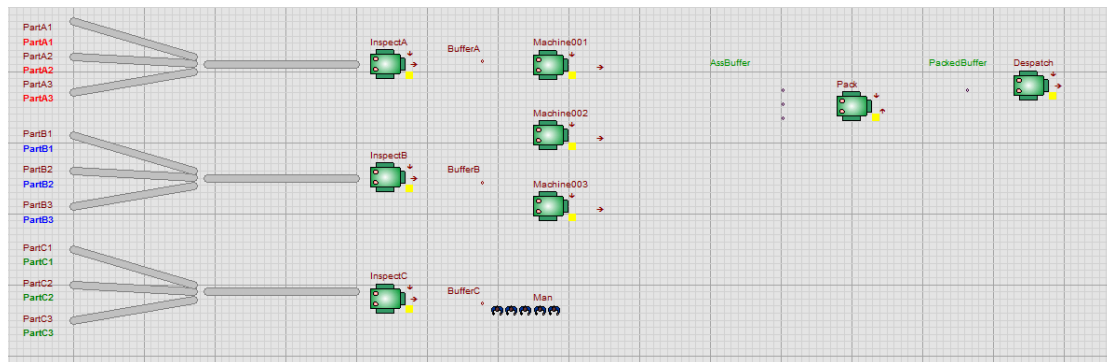 PartA1
PartA1
PartA2
PartA2
PartA3
PartA3
InspectA
BufferA
Machine001
AssBuffer
Pack
PackedBuffer
Despatch
Machine002
PartB1
PartB1
PartB2
PartB2
PartB3
PartB3
InspectB
BufferB
Machine003
PartC1
PartC1
PartC2
PartC2
PartC3
PartC3
InspectC
BufferC
Man